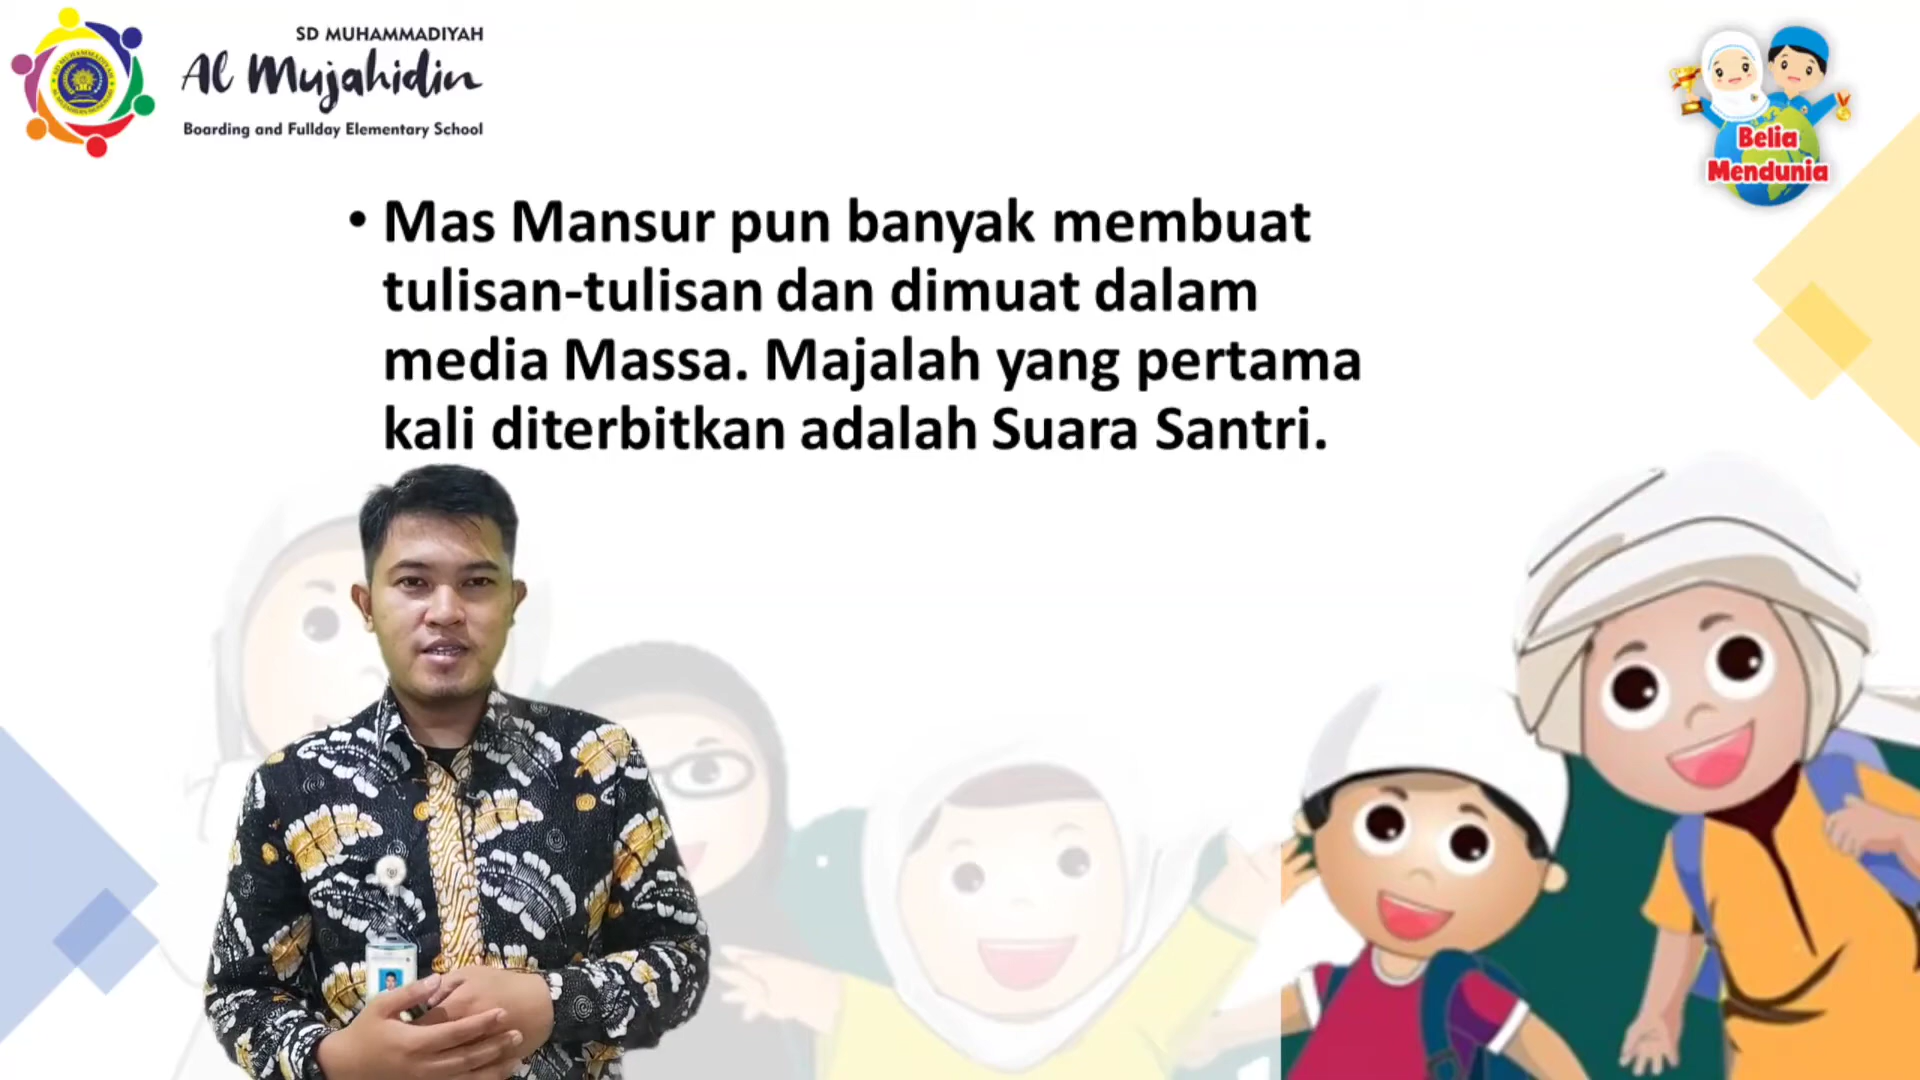 SD MUHAMMADIYAH
Al Mujahidin
Boarding and Fullday Elementary School
Belia
Mendunia
• Mas Mansur pun banyak membuat
tulisan-tulisan dan dimuat dalam
media Massa. Majalah yang pertama
kali diterbitkan adalah Suara Santri.